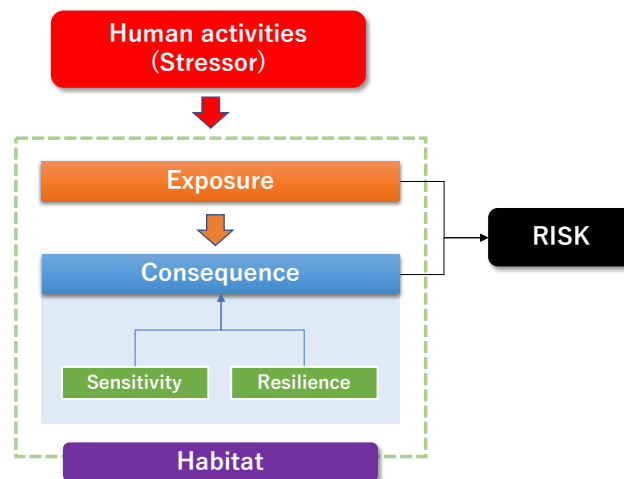 Human activities
(Stressor)
Exposure
RISK
Consequence
Sensitivity
Resilience
Habitat